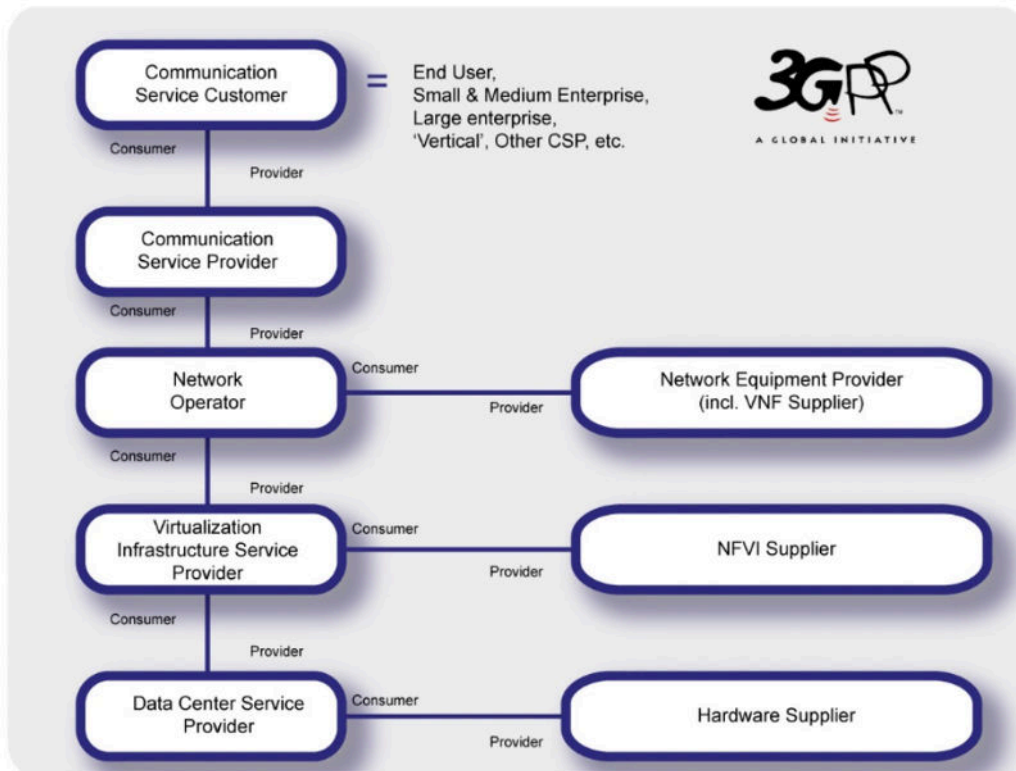 Communication
Service Customer
=
End User,
Small & Medium Enterprise,
Large enterprise,
‘Vertical’, Other CSP, etc.
3GPP™
A GLOBAL INITIATIVE
Consumer
Provider
Communication
Service Provider
Consumer
Provider
Network
Operator
Consumer
Provider
Network Equipment Provider
(incl. VNF Supplier)
Consumer
Provider
Virtualization
Infrastructure Service
Provider
Consumer
Provider
NFVI Supplier
Consumer
Provider
Data Center Service
Provider
Consumer
Provider
Hardware Supplier